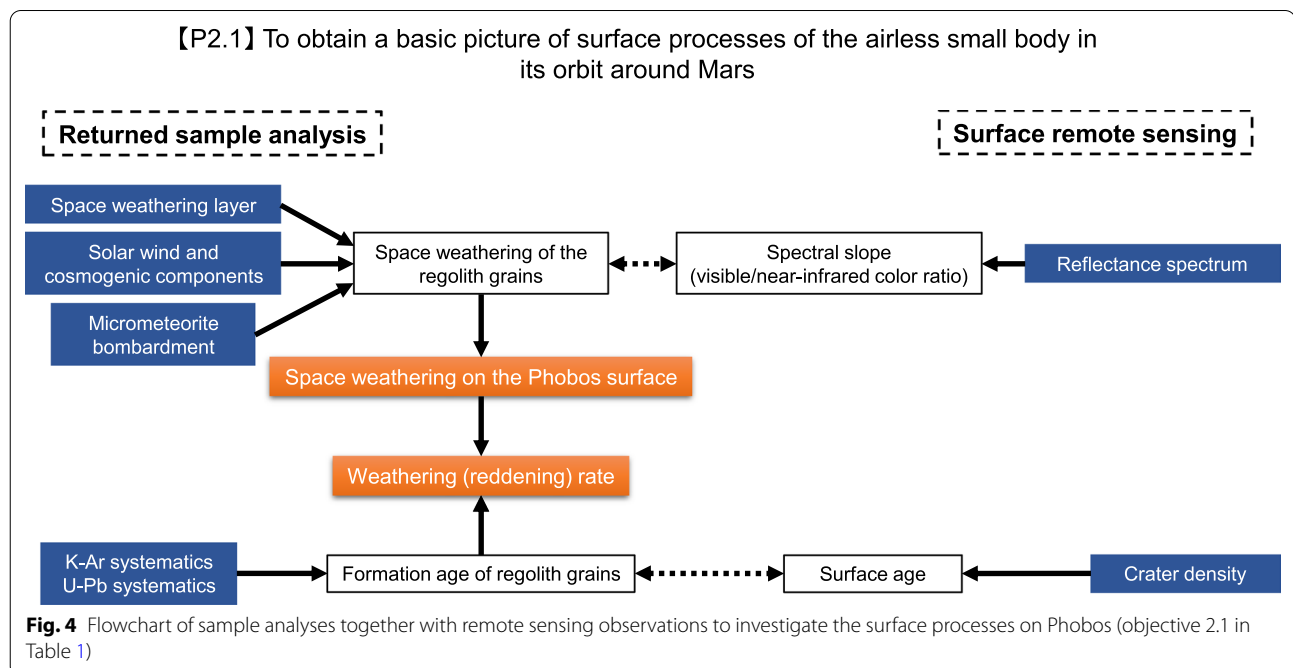 【P2.1】To obtain a basic picture of surface processes of the airless small body in
its orbit around Mars
Returned sample analysis
Surface remote sensing
Space weathering layer
Solar wind and
cosmogenic components
Micrometeorite
bombardment
Space weathering of the
regolith grains
Spectral slope
(visible/near-infrared color ratio)
Reflectance spectrum
Space weathering on the Phobos surface
Weathering (reddening) rate
K-Ar systematics
U-Pb systematics
Formation age of regolith grains
Surface age
Crater density
Fig. 4 Flowchart of sample analyses together with remote sensing observations to investigate the surface processes on Phobos (objective 2.1 in
Table 1)